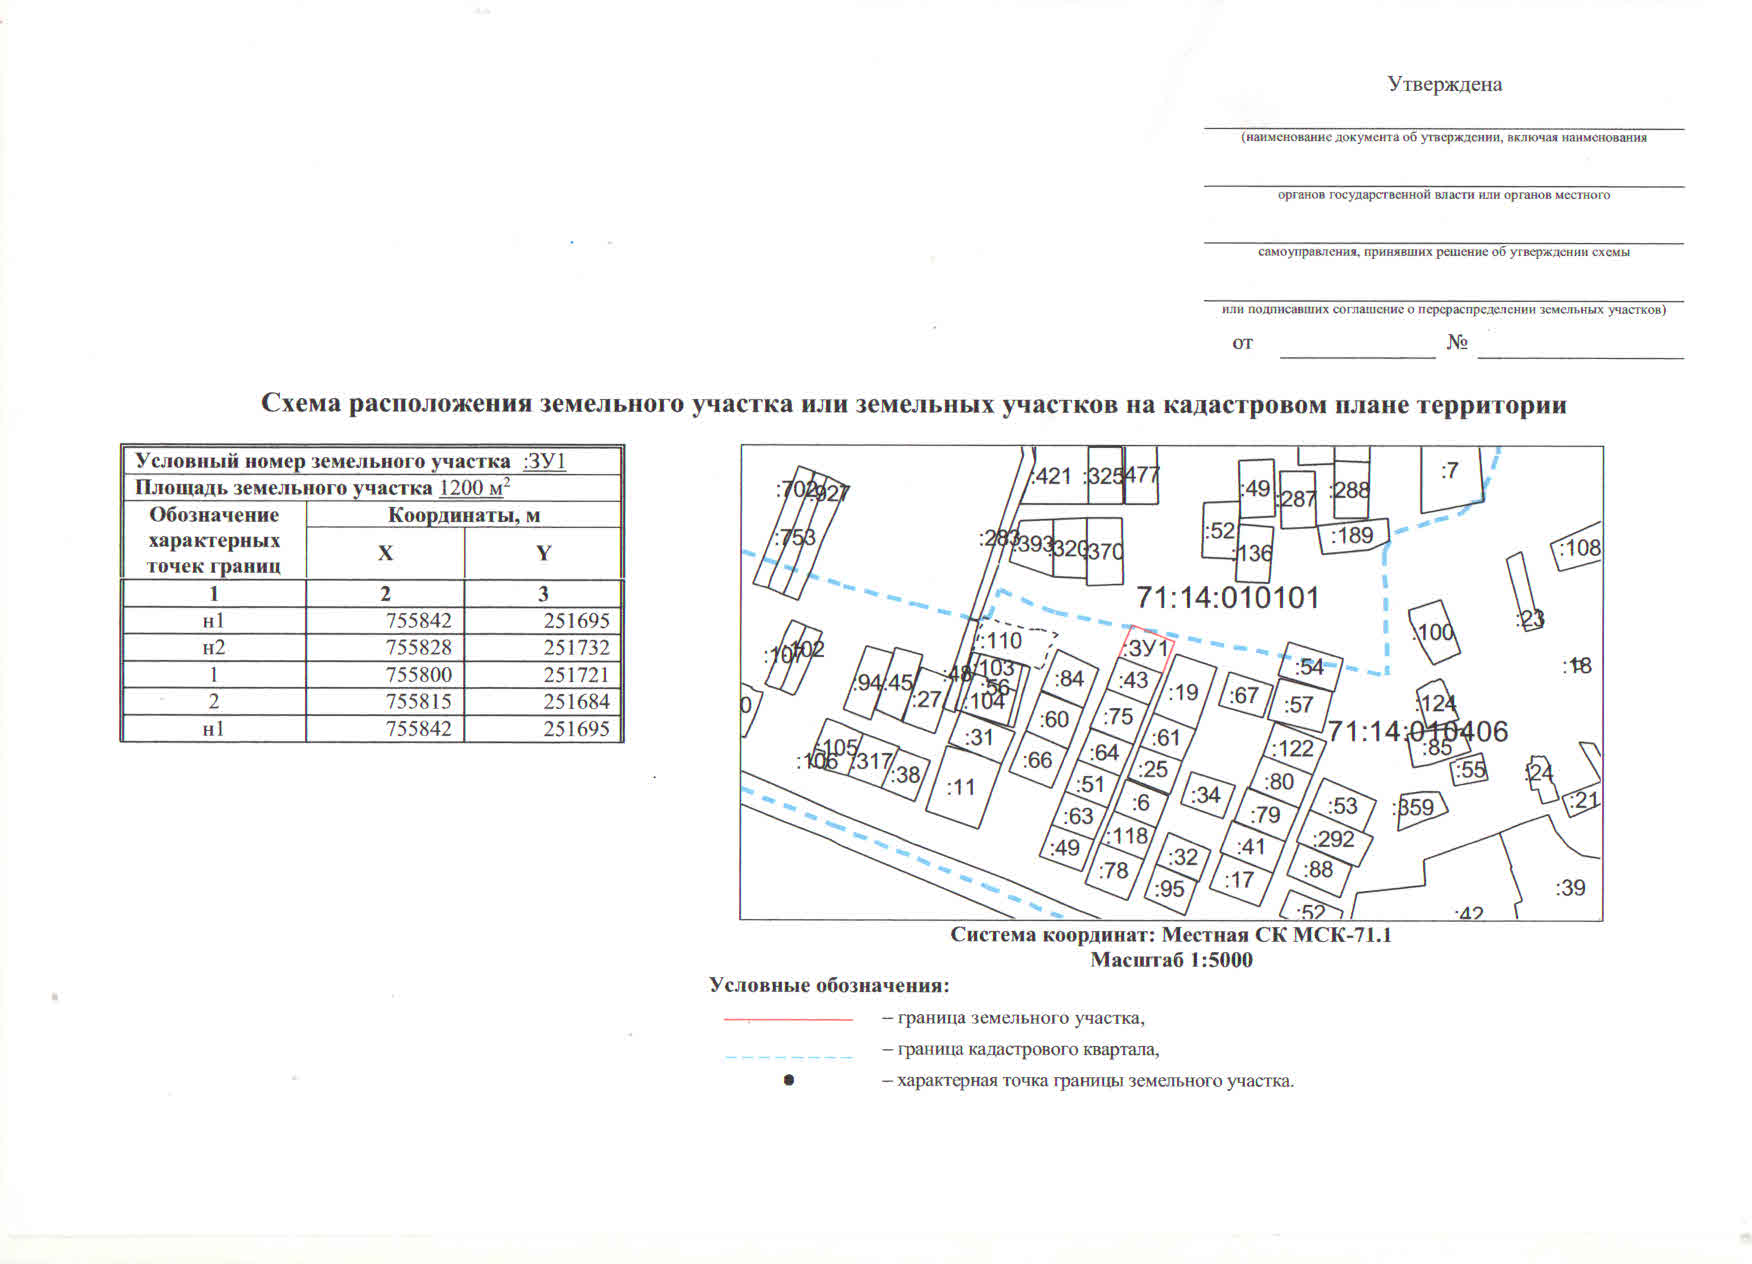 Утверждена
(наименование документа об утверждении, включая наименования
органов государственной власти или органов местного
самоуправления, принявших решение об утверждении схемы
или подписавших соглашение о перераспределении земельных участков)
от № 
Схема расположения земельного участка или земельных участков на кадастровом плане территории
Условный номер земельного участка :ЗУ1
Площадь земельного участка 1200 м²
Обозначение характерных точек границ
Координаты, м
X Y
1 2 3
н1 755842 251695
н2 755828 251732
1 755800 251721
2 755815 251684
н1 755842 251695
:421 :325 :477
:702 :927
:753
:283 :393 :320 :370
:49 :287 :288
:7
:52 :136 :189
:108
71:14:010101
:23
:100
:18
:107 :102
:110
:ЗУ1
:94 :45 :27 :48
:103
:56
:104
:84 :43 :19 :67 :54
:57
:124
71:14:010406
:60 :75
:31
:61
:122
:85
:105
:106 :317 :38
:66 :64 :25
:80
:55
:24
:11
:51
:6
:34
:79
:53
:359
:21
:63
:118
:41
:292
:49
:78
:32
:17
:88
:95
:39
:52
:42
Система координат: Местная СК МСК-71.1
Масштаб 1:5000
Условные обозначения:
– граница земельного участка,
– граница кадастрового квартала,
– характерная точка границы земельного участка.